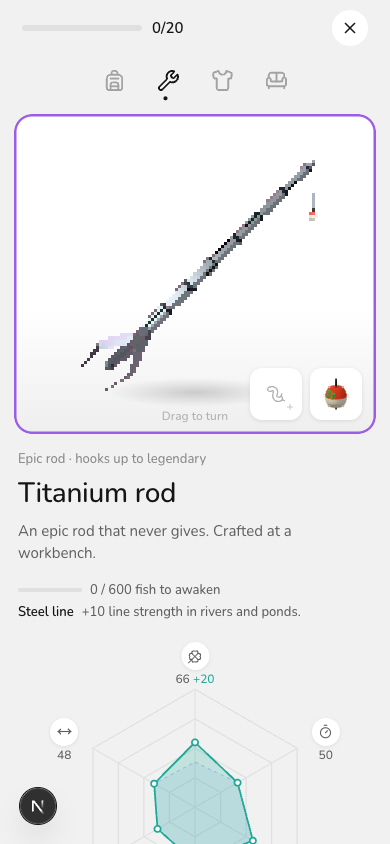 0/20
Drag to turn
Epic rod · hooks up to legendary
Titanium rod
An epic rod that never gives. Crafted at a
workbench.
0 / 600 fish to awaken
Steel line +10 line strength in rivers and ponds.
66 +20
48
50
N